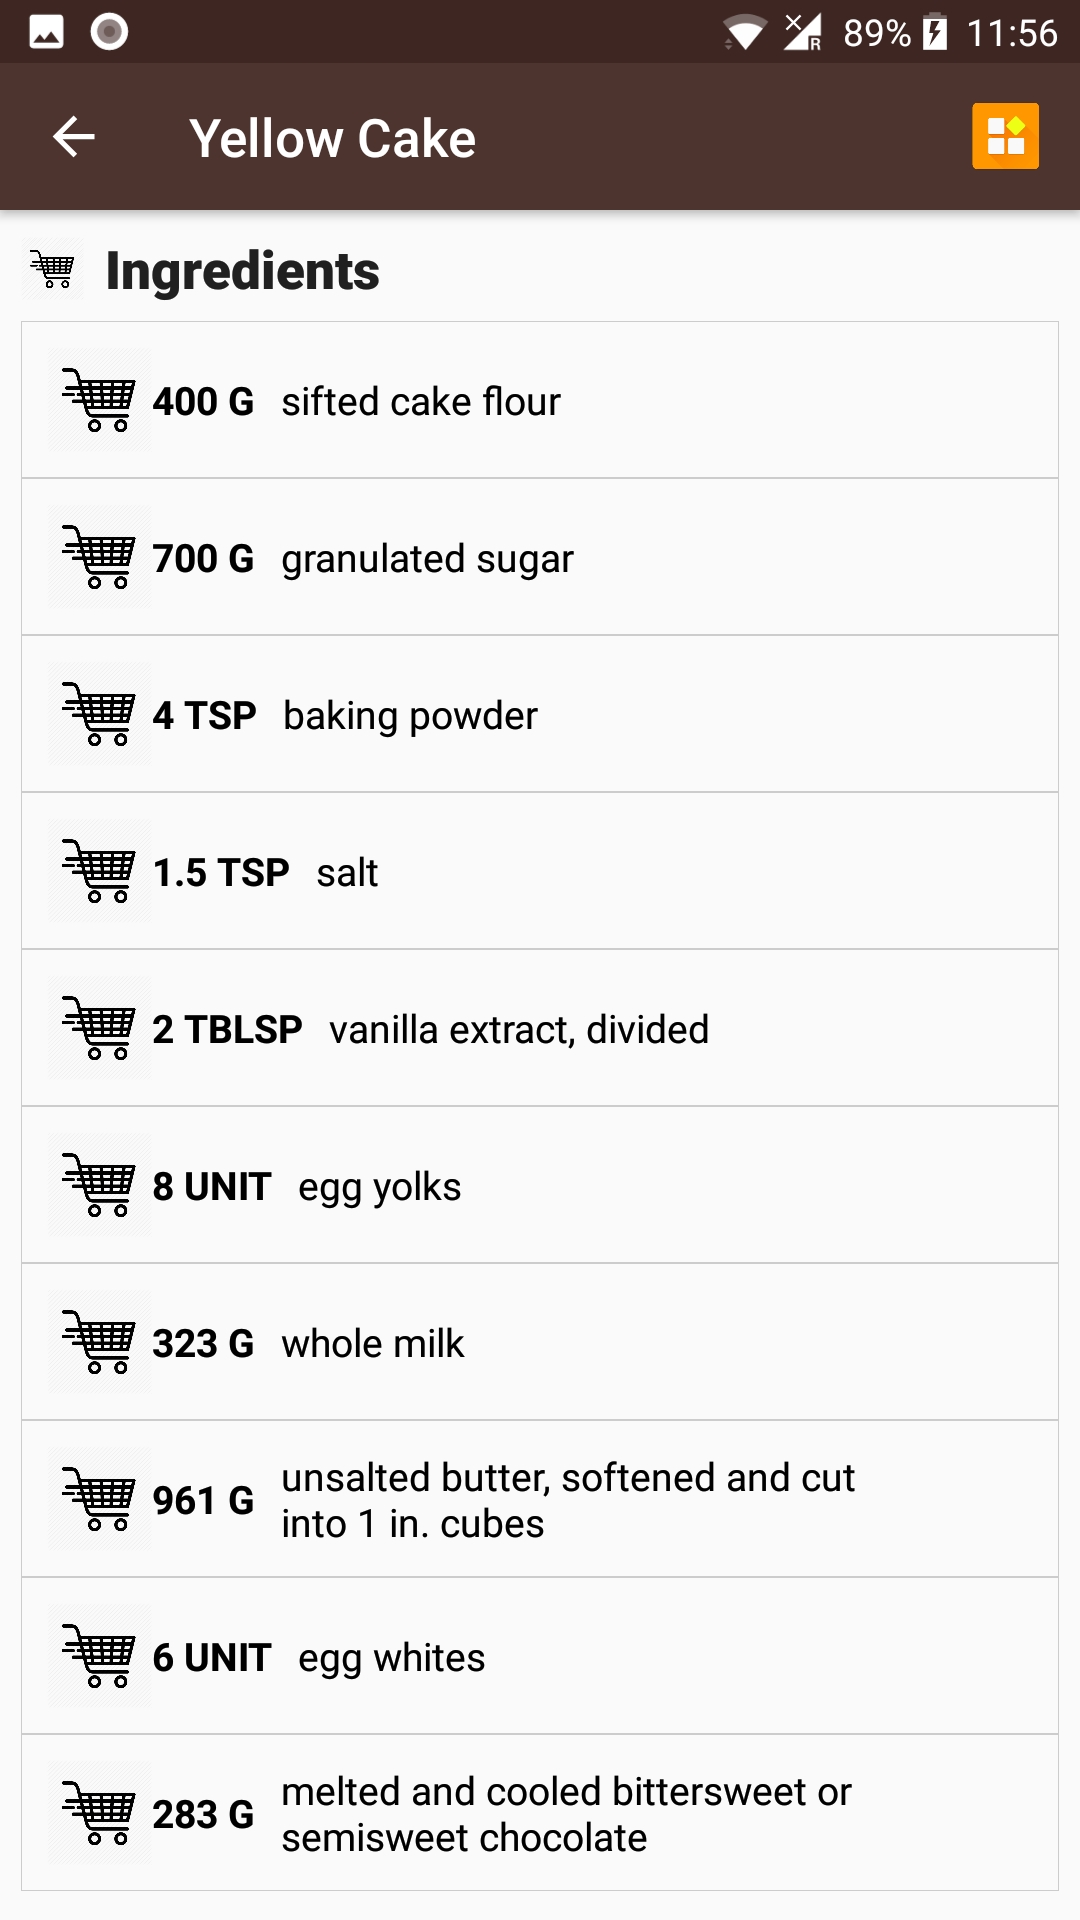 89% 11:56
Yellow Cake
Ingredients
400 G sifted cake flour
700 G granulated sugar
4 TSP baking powder
1.5 TSP salt
2 TBLSP vanilla extract, divided
8 UNIT egg yolks
323 G whole milk
961 G unsalted butter, softened and cut
into 1 in. cubes
6 UNIT egg whites
283 G melted and cooled bittersweet or
semisweet chocolate